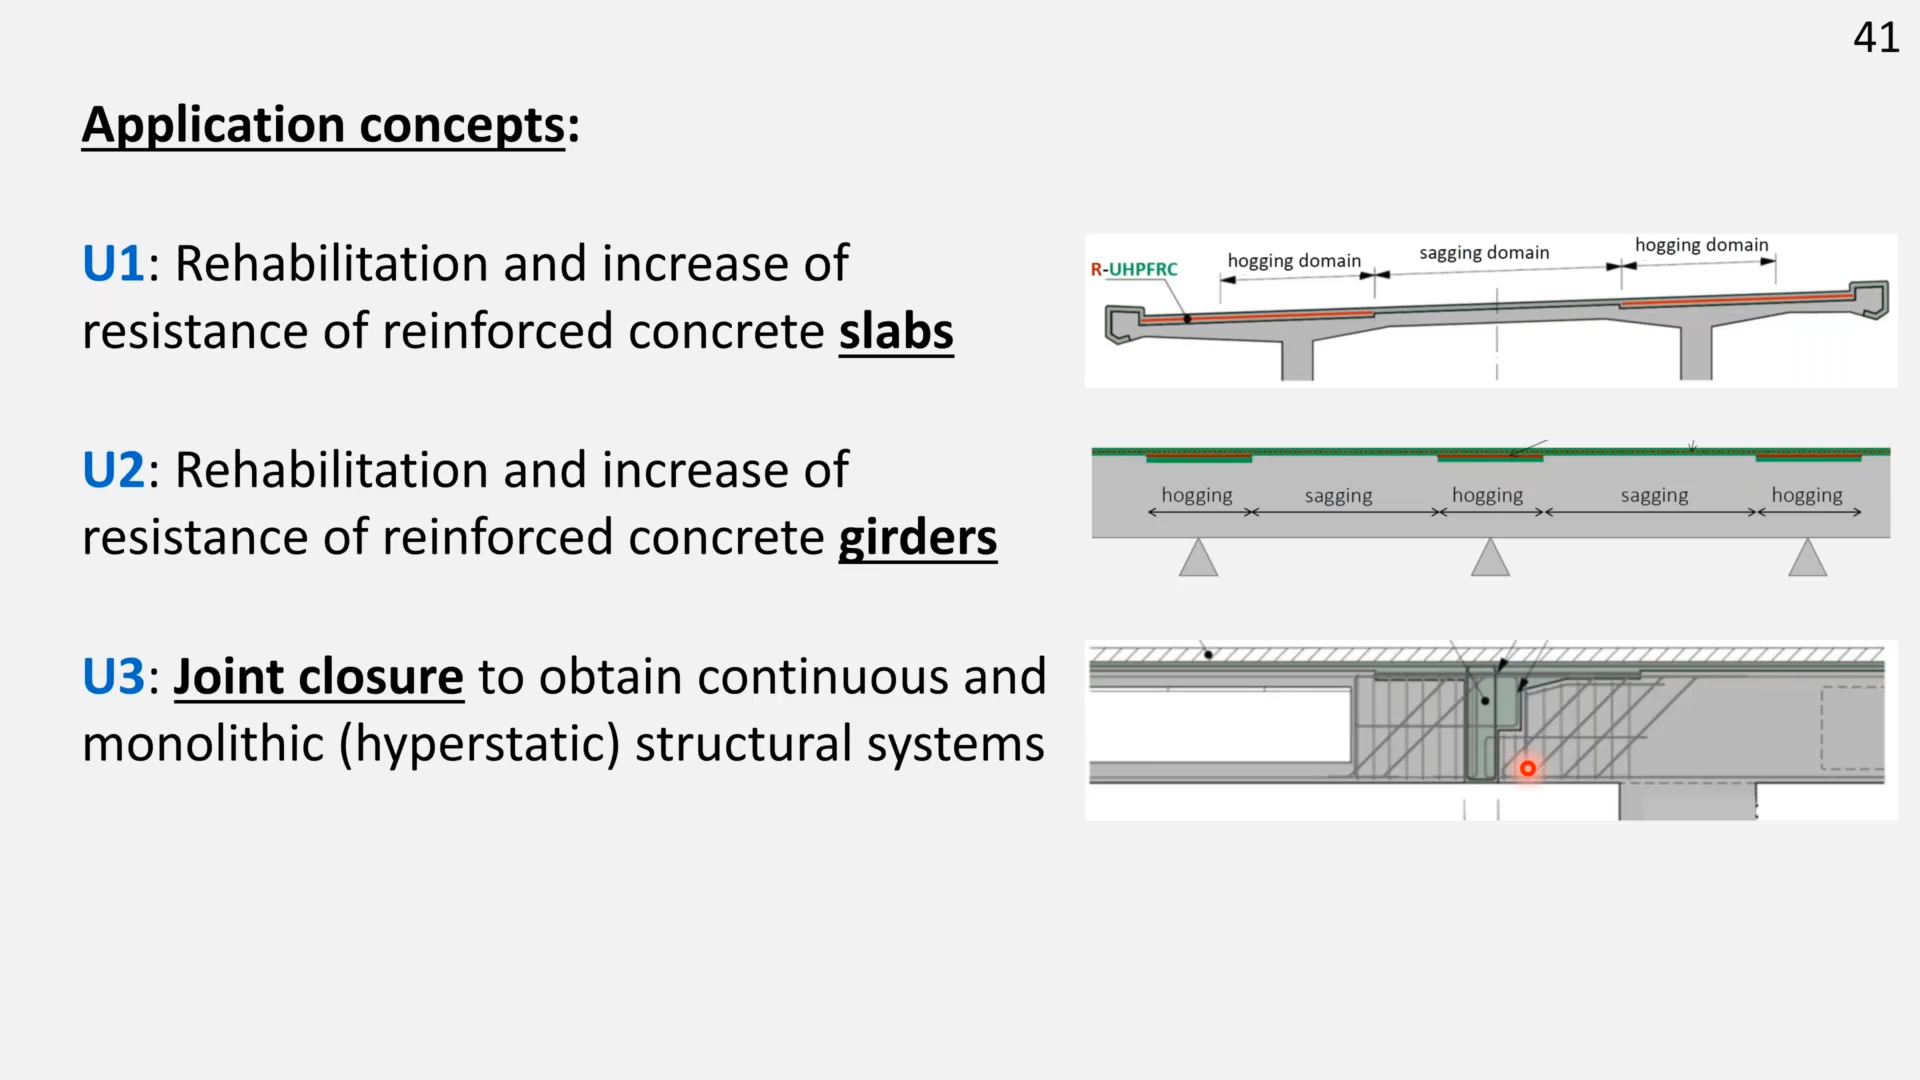 41
Application concepts:
U1: Rehabilitation and increase of
resistance of reinforced concrete slabs
R-UHPFRC
hogging domain
sagging domain
hogging domain
U2: Rehabilitation and increase of
resistance of reinforced concrete girders
hogging
sagging
hogging
sagging
hogging
U3: Joint closure to obtain continuous and
monolithic (hyperstatic) structural systems